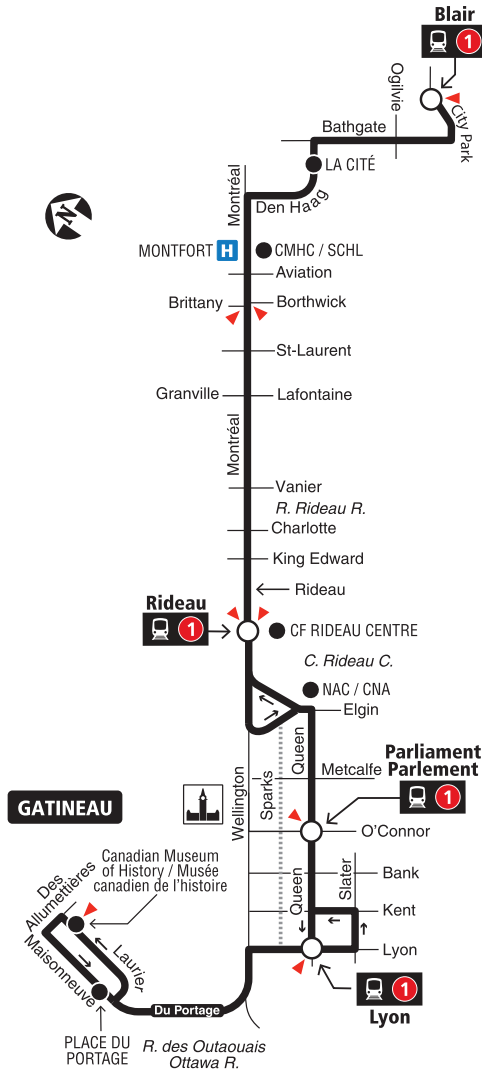 Blair
1
Ogilvie
City Park
Bathgate
LA CITÉ
Montréal
Den Haag
N
MONTFORT H
CMHC / SCHL
Aviation
Brittany
Borthwick
St-Laurent
Granville
Lafontaine
Montréal
Vanier
R. Rideau R.
Charlotte
King Edward
Rideau
Rideau
1
CF RIDEAU CENTRE
C. Rideau C.
NAC / CNA
Elgin
Queen
Metcalfe
Wellington
Sparks
Parliament
Parlement
1
GATINEAU
O'Connor
Canadian Museum
of History / Musée
canadien de l'histoire
Bank
Queen
Slater
Kent
Des
Allumettières
Maisonneuve
Laurier
Lyon
1
Lyon
Du Portage
PLACE DU
PORTAGE
R. des Outaouais
Ottawa R.